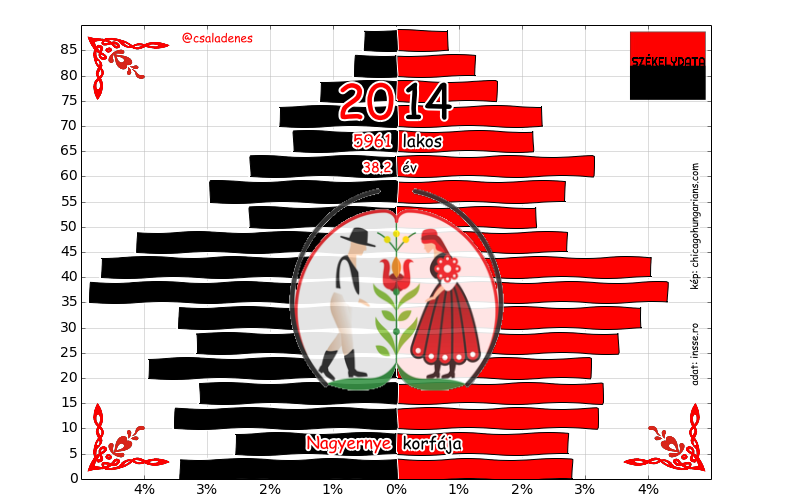 @csaladenes
SZÉKELYDATA
2014
5961 lakos
38,2 év
kép: chicagohungarians.com
adat: insse.ro
Nagyernye korfája
85
80
75
70
65
60
55
50
45
40
35
30
25
20
15
10
5
0
4% 3% 2% 1% 0% 1% 2% 3% 4%